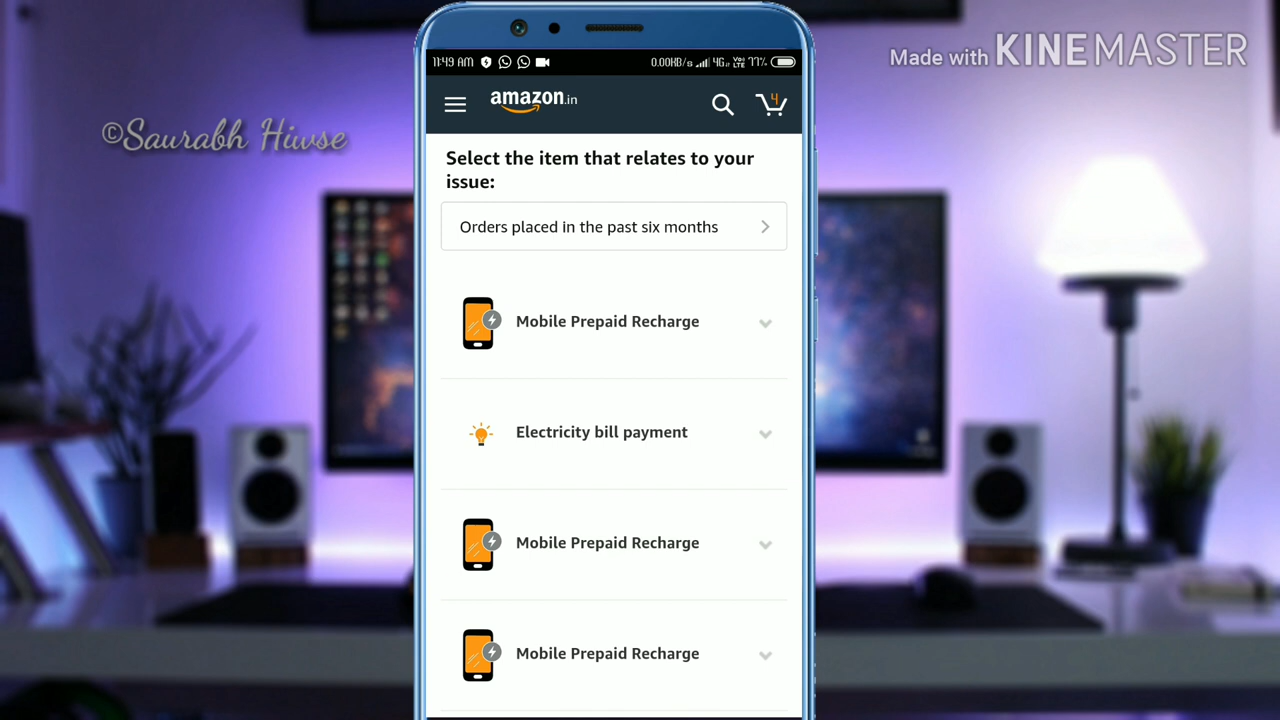 Made with KINEMASTER
©Saurabh Hiwse
11:49 AM
0.00KB/s 4G VoLTE 77%
amazon.in
4
Select the item that relates to your
issue:
Orders placed in the past six months
Mobile Prepaid Recharge
Electricity bill payment
Mobile Prepaid Recharge
Mobile Prepaid Recharge